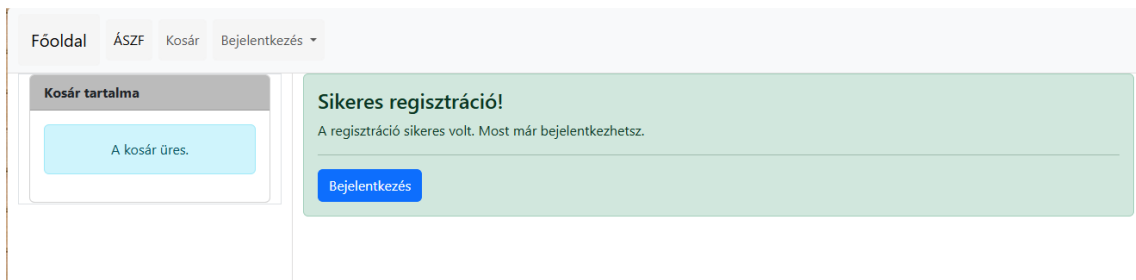 Főoldal ÁSZF Kosár Bejelentkezés
Kosár tartalma
A kosár üres.
Sikeres regisztráció!
A regisztráció sikeres volt. Most már bejelentkezhetsz.
Bejelentkezés